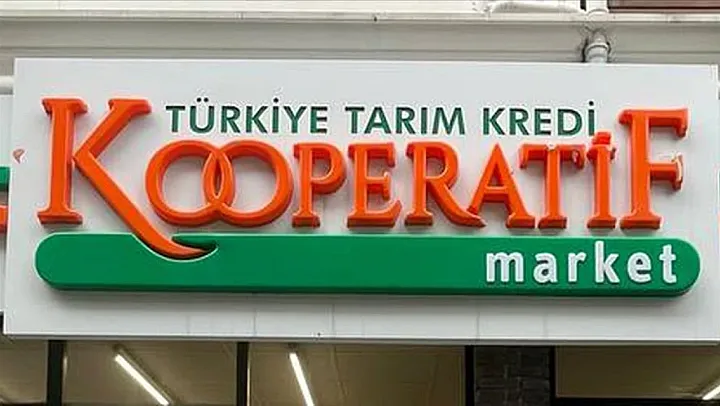 TÜRKİYE TARIM KREDİ
KOOPERATİF
market